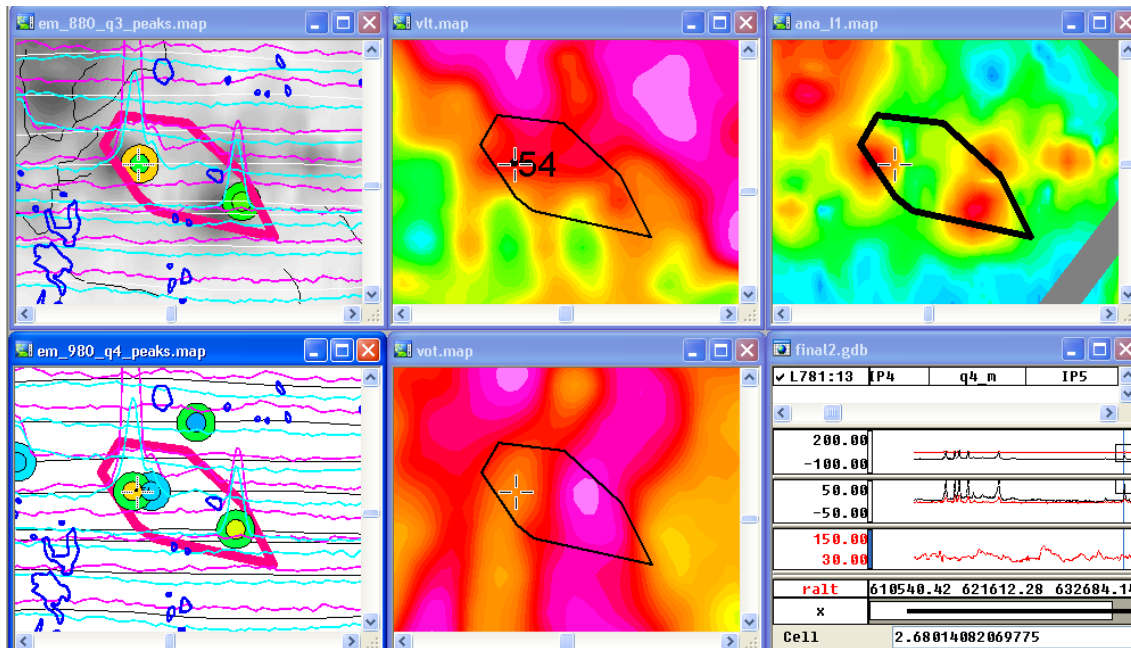 em_880_q3_peaks.map
vlt.map
ana_l1.map
54
em_980_q4_peaks.map
vot.map
final2.gdb
L781:13 IP4 q4_m IP5
200.00
-100.00
50.00
-50.00
150.00
30.00
ralt 610540.42 621612.28 632684.14
x
Cell 2.68014082069775